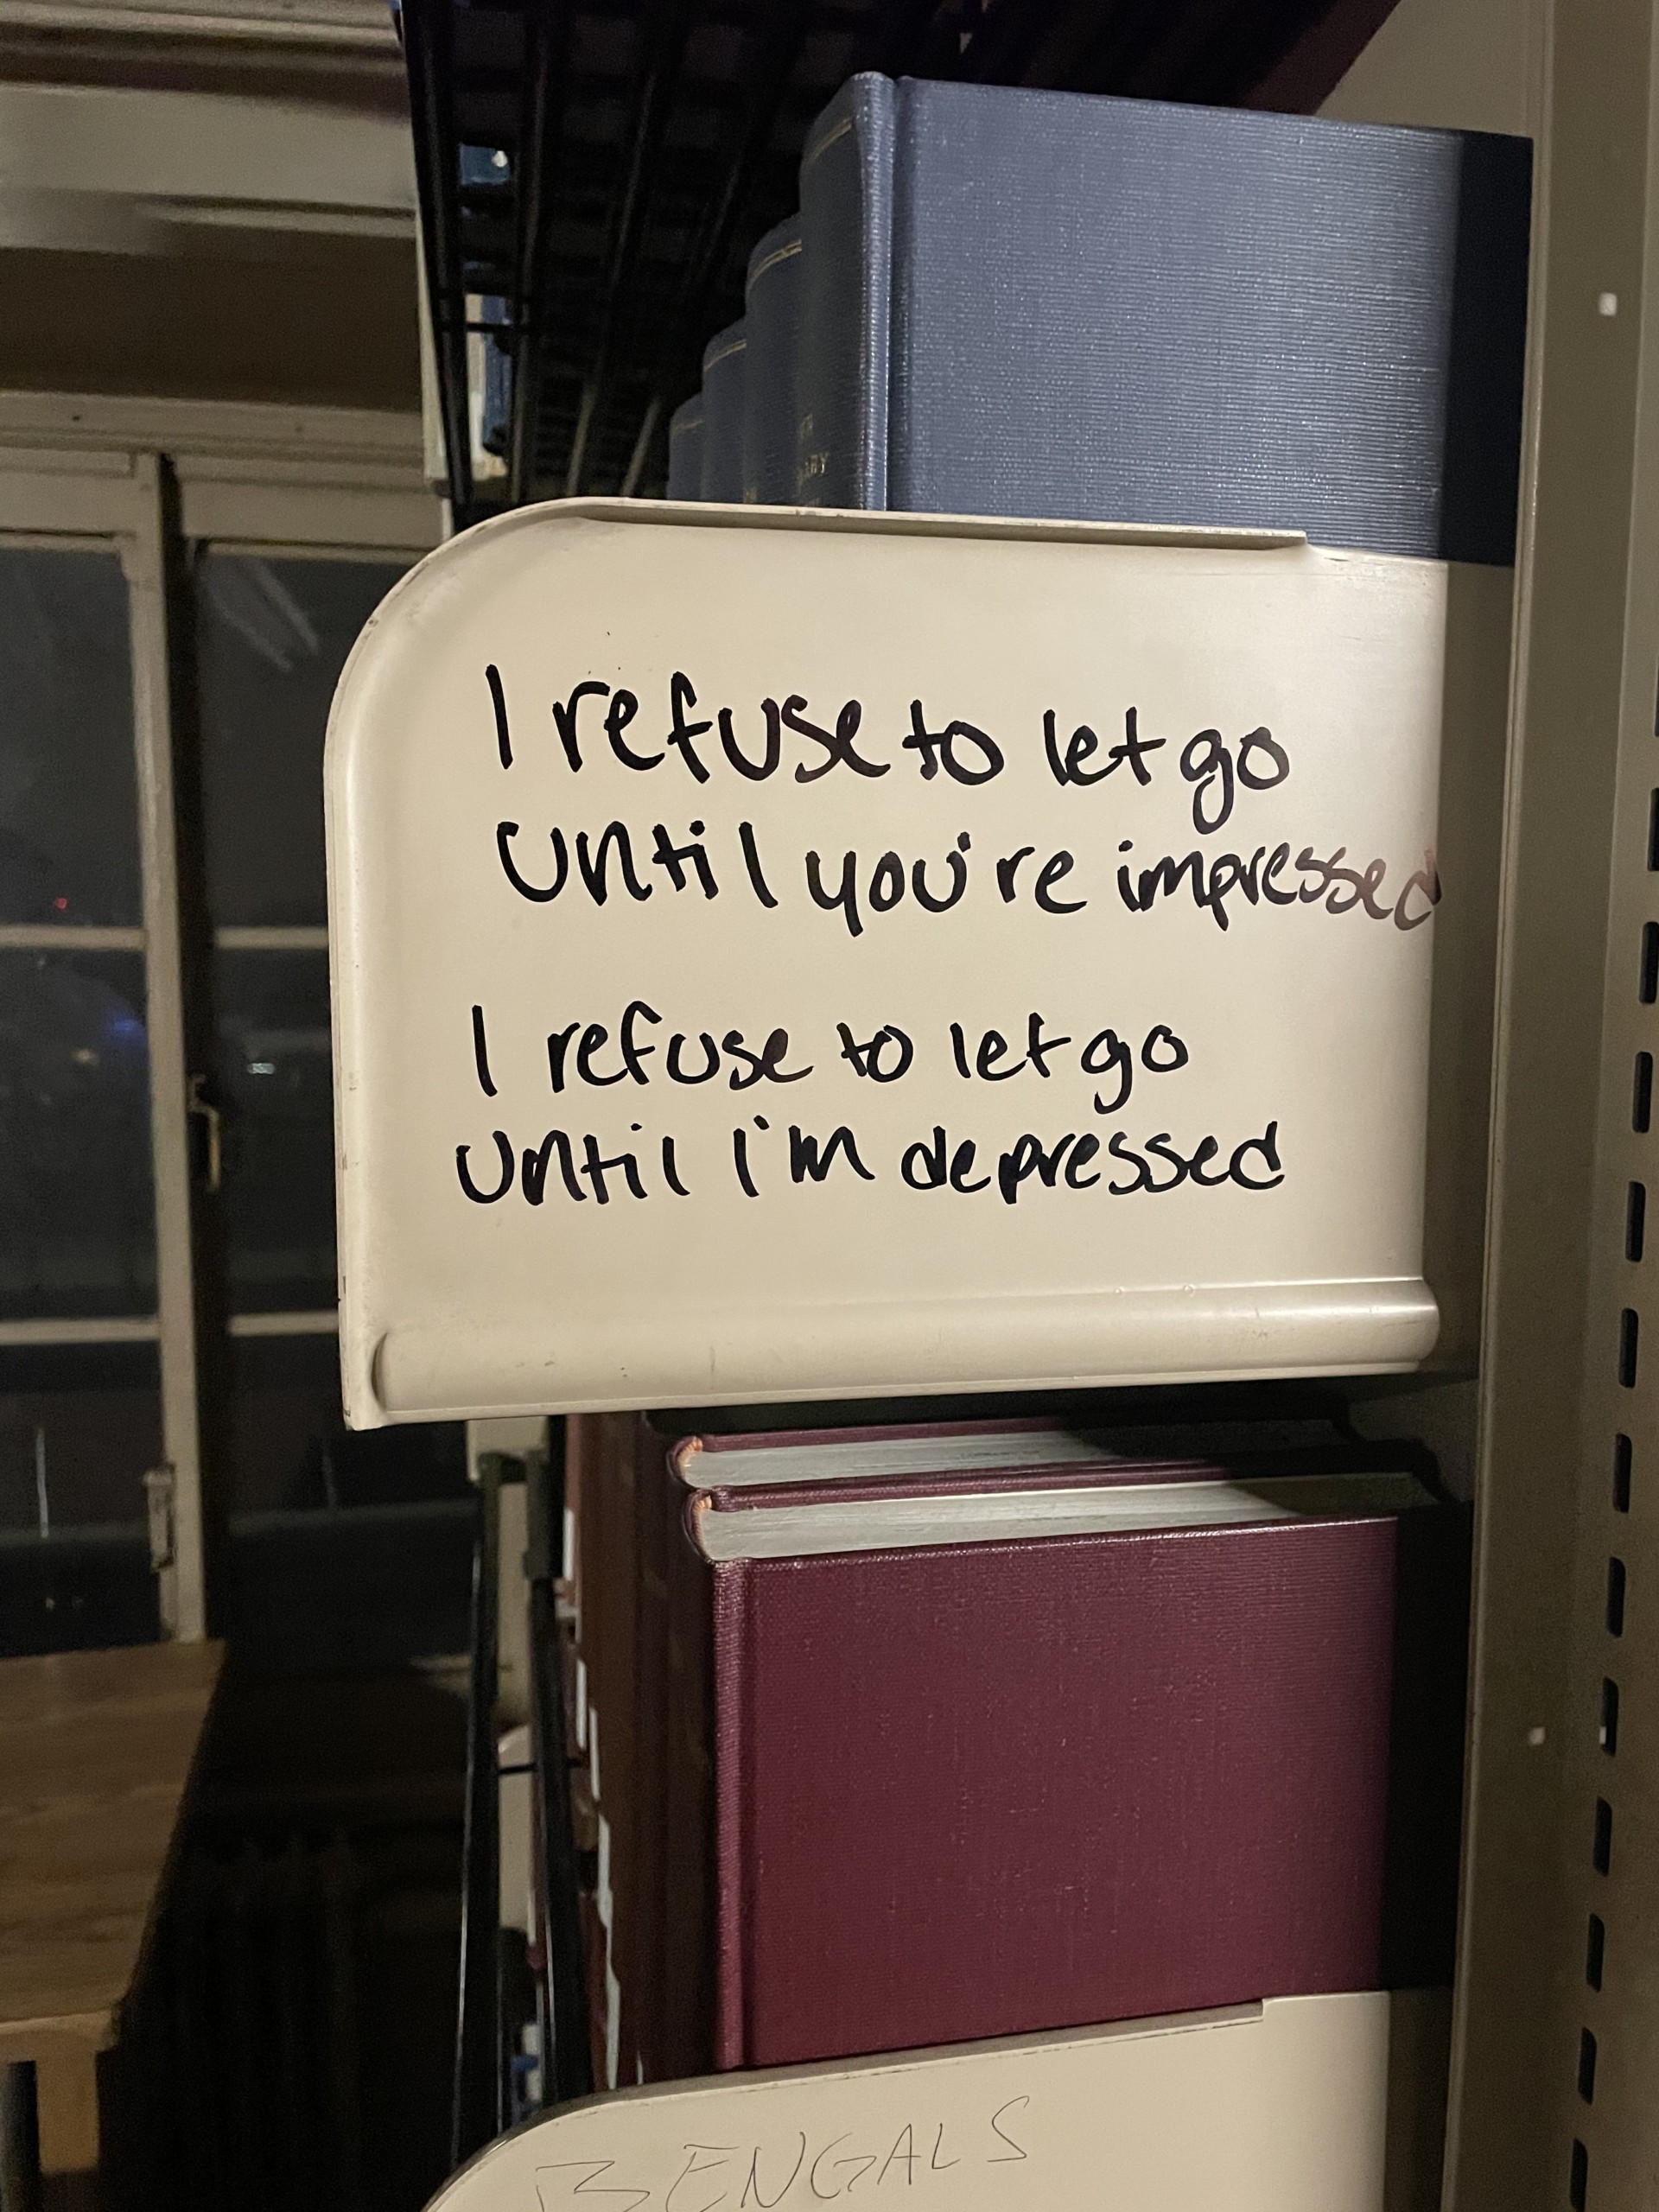 I refuse to let go
until you're impressed
I refuse to let go
until I'm depressed
BENGALS